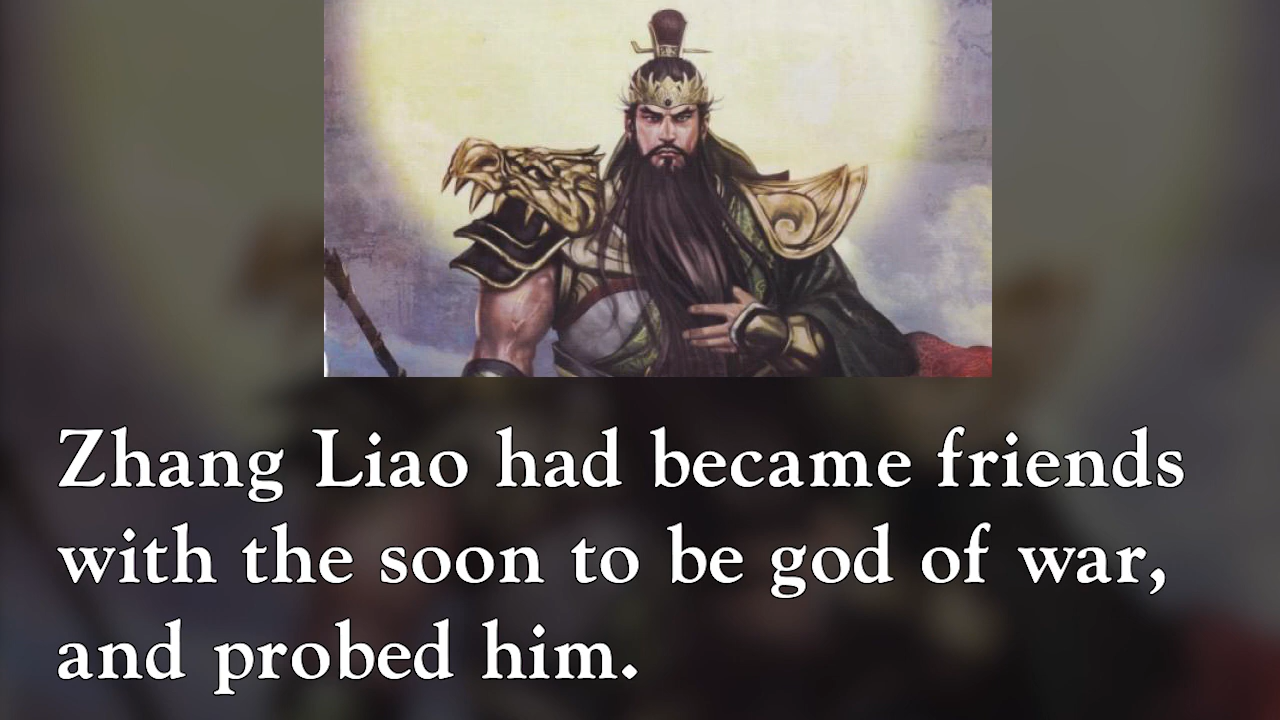 Zhang Liao had became friends
with the soon to be god of war,
and probed him.